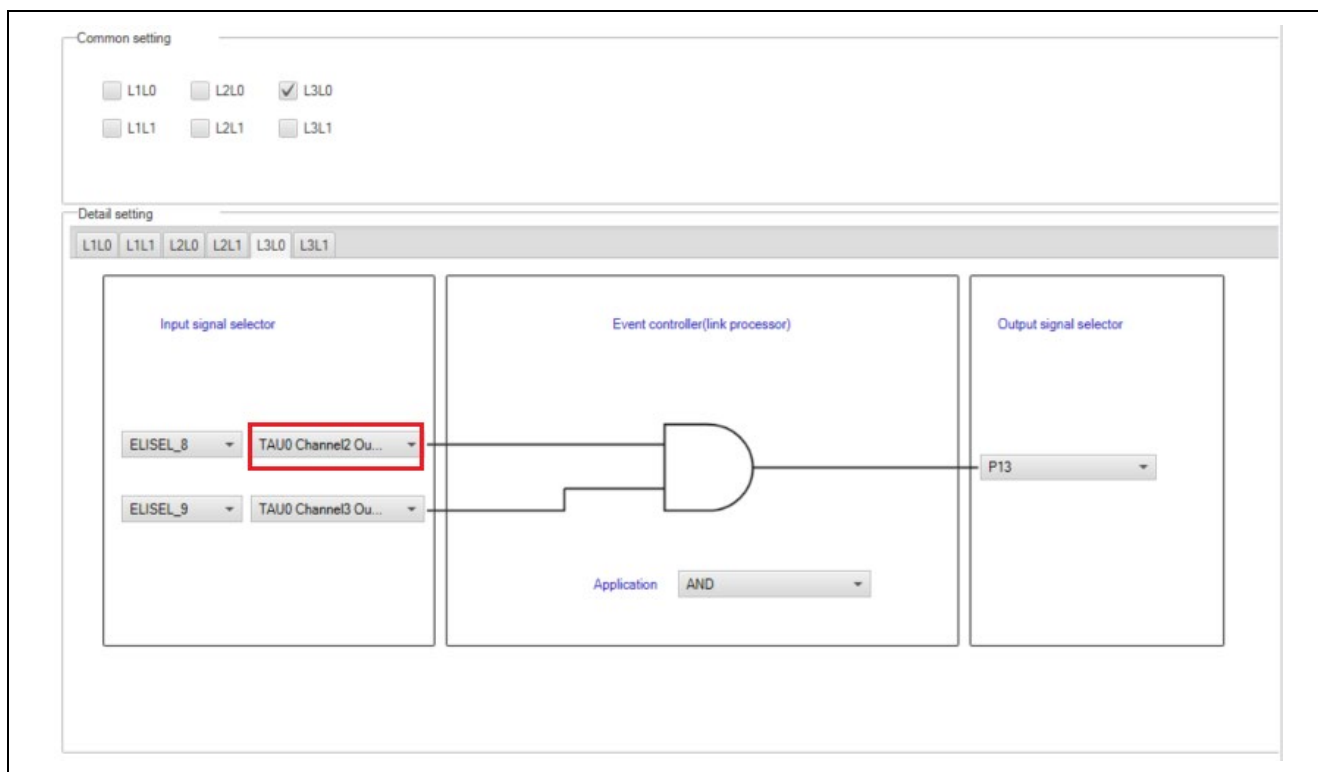 Common setting
L1L0 L2L0 L3L0
L1L1 L2L1 L3L1
Detail setting
L1L0 L1L1 L2L0 L2L1 L3L0 L3L1
Input signal selector Event controller(link processor) Output signal selector
ELISEL_8 TAU0 Channel2 Ou...
P13
ELISEL_9 TAU0 Channel3 Ou...
Application AND